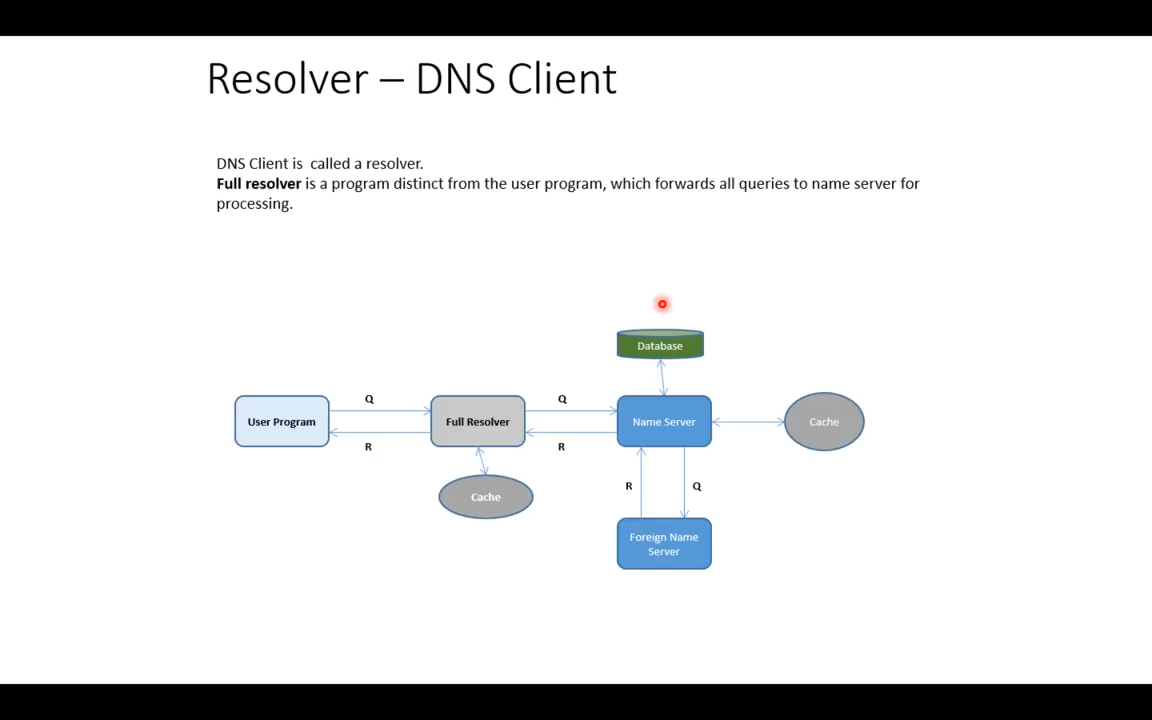 Resolver – DNS Client
DNS Client is  called a resolver.
Full resolver is a program distinct from the user program, which forwards all queries to name server for
processing.
Database
Q
Q
User Program
Full Resolver
Name Server
Cache
R
R
R
Q
Cache
Foreign Name
Server